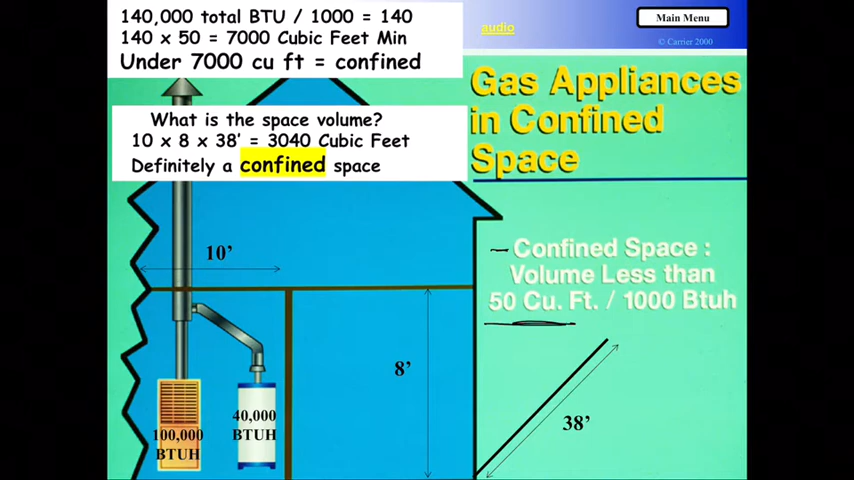 140,000 total BTU / 1000 = 140
140 x 50 = 7000 Cubic Feet Min
Under 7000 cu ft = confined
audio
Main Menu
© Carrier 2000
Gas Appliances
in Confined
Space
What is the space volume?
10 x 8 x 38' = 3040 Cubic Feet
Definitely a confined space
10’
Confined Space :
Volume Less than
50 Cu. Ft. / 1000 Btuh
8’
38’
100,000
BTUH
40,000
BTUH